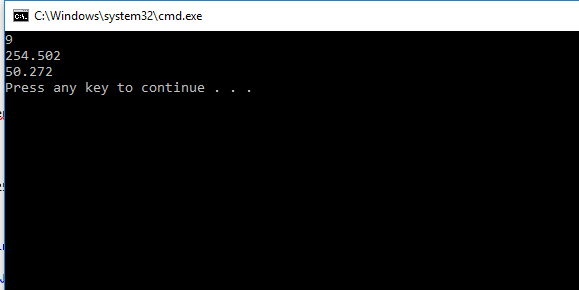 C:\Windows\system32\cmd.exe
9
254.502
50.272
Press any key to continue . . .